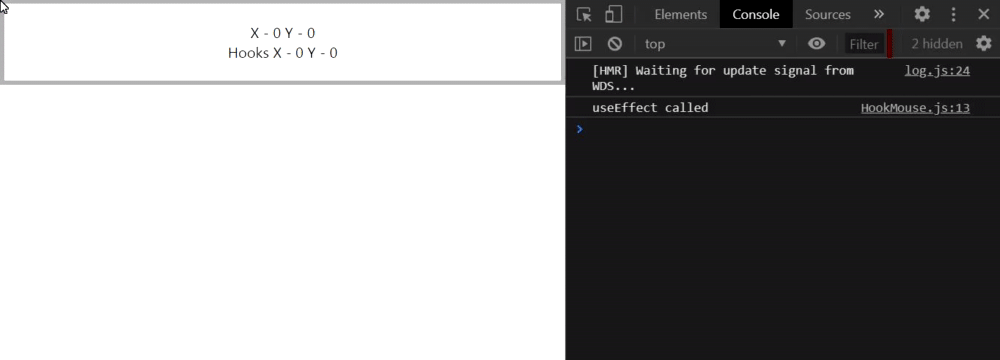 X - 0 Y - 0
Hooks X - 0 Y - 0
Elements Console Sources »
top Filter 2 hidden
[HMR] Waiting for update signal from log.js:24
WDS...
useEffect called HookMouse.js:13